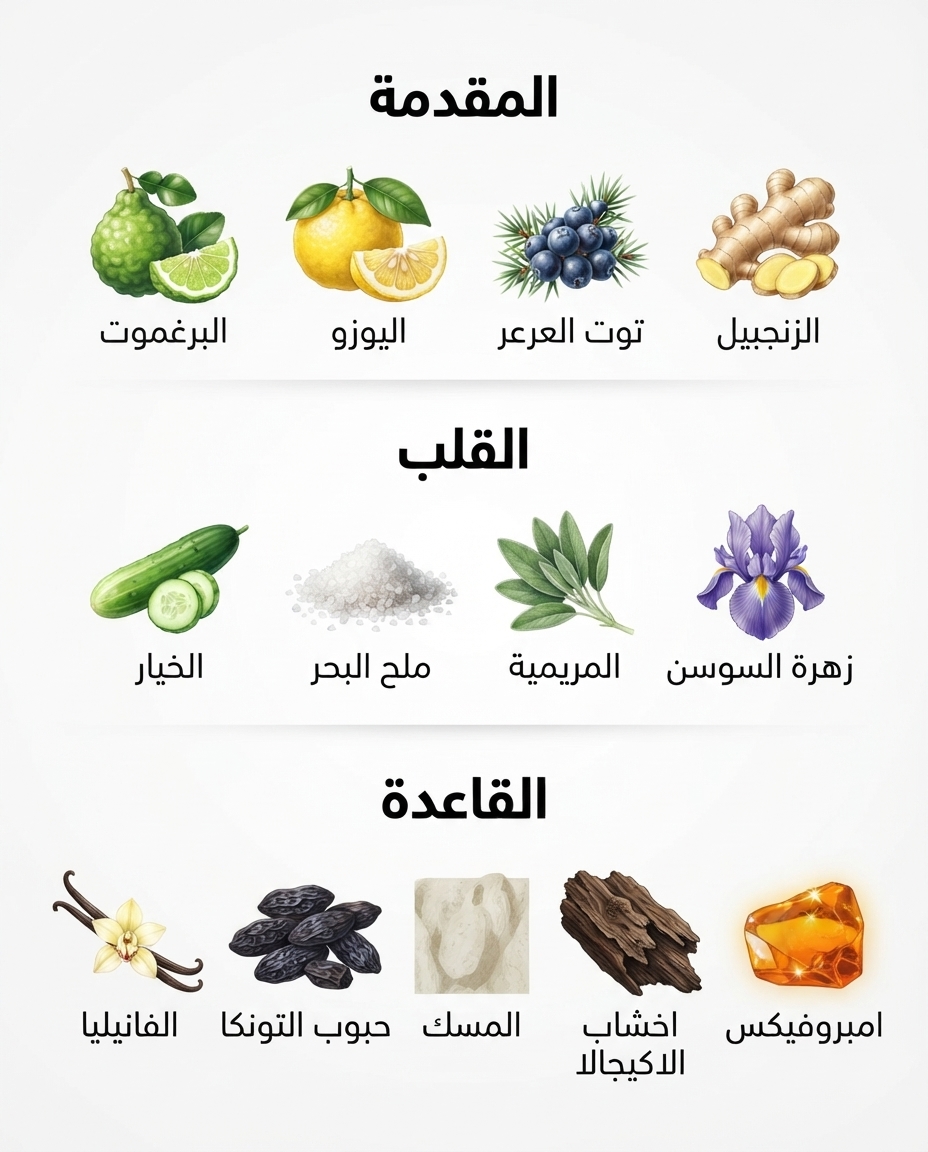 المقدمة
الزنجبيل
توت العرعر
اليوزو
البرغموت
القلب
زهرة السوسن
المريمية
ملح البحر
الخيار
القاعدة
امبروفيكس
اخشاب
الاكيجالا
المسك
حبوب التونكا
الفانيليا